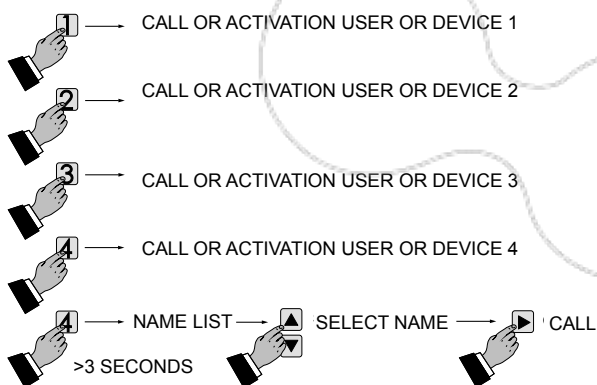 1 CALL OR ACTIVATION USER OR DEVICE 1
2 CALL OR ACTIVATION USER OR DEVICE 2
3 CALL OR ACTIVATION USER OR DEVICE 3
4 CALL OR ACTIVATION USER OR DEVICE 4
4 NAME LIST SELECT NAME CALL
>3 SECONDS